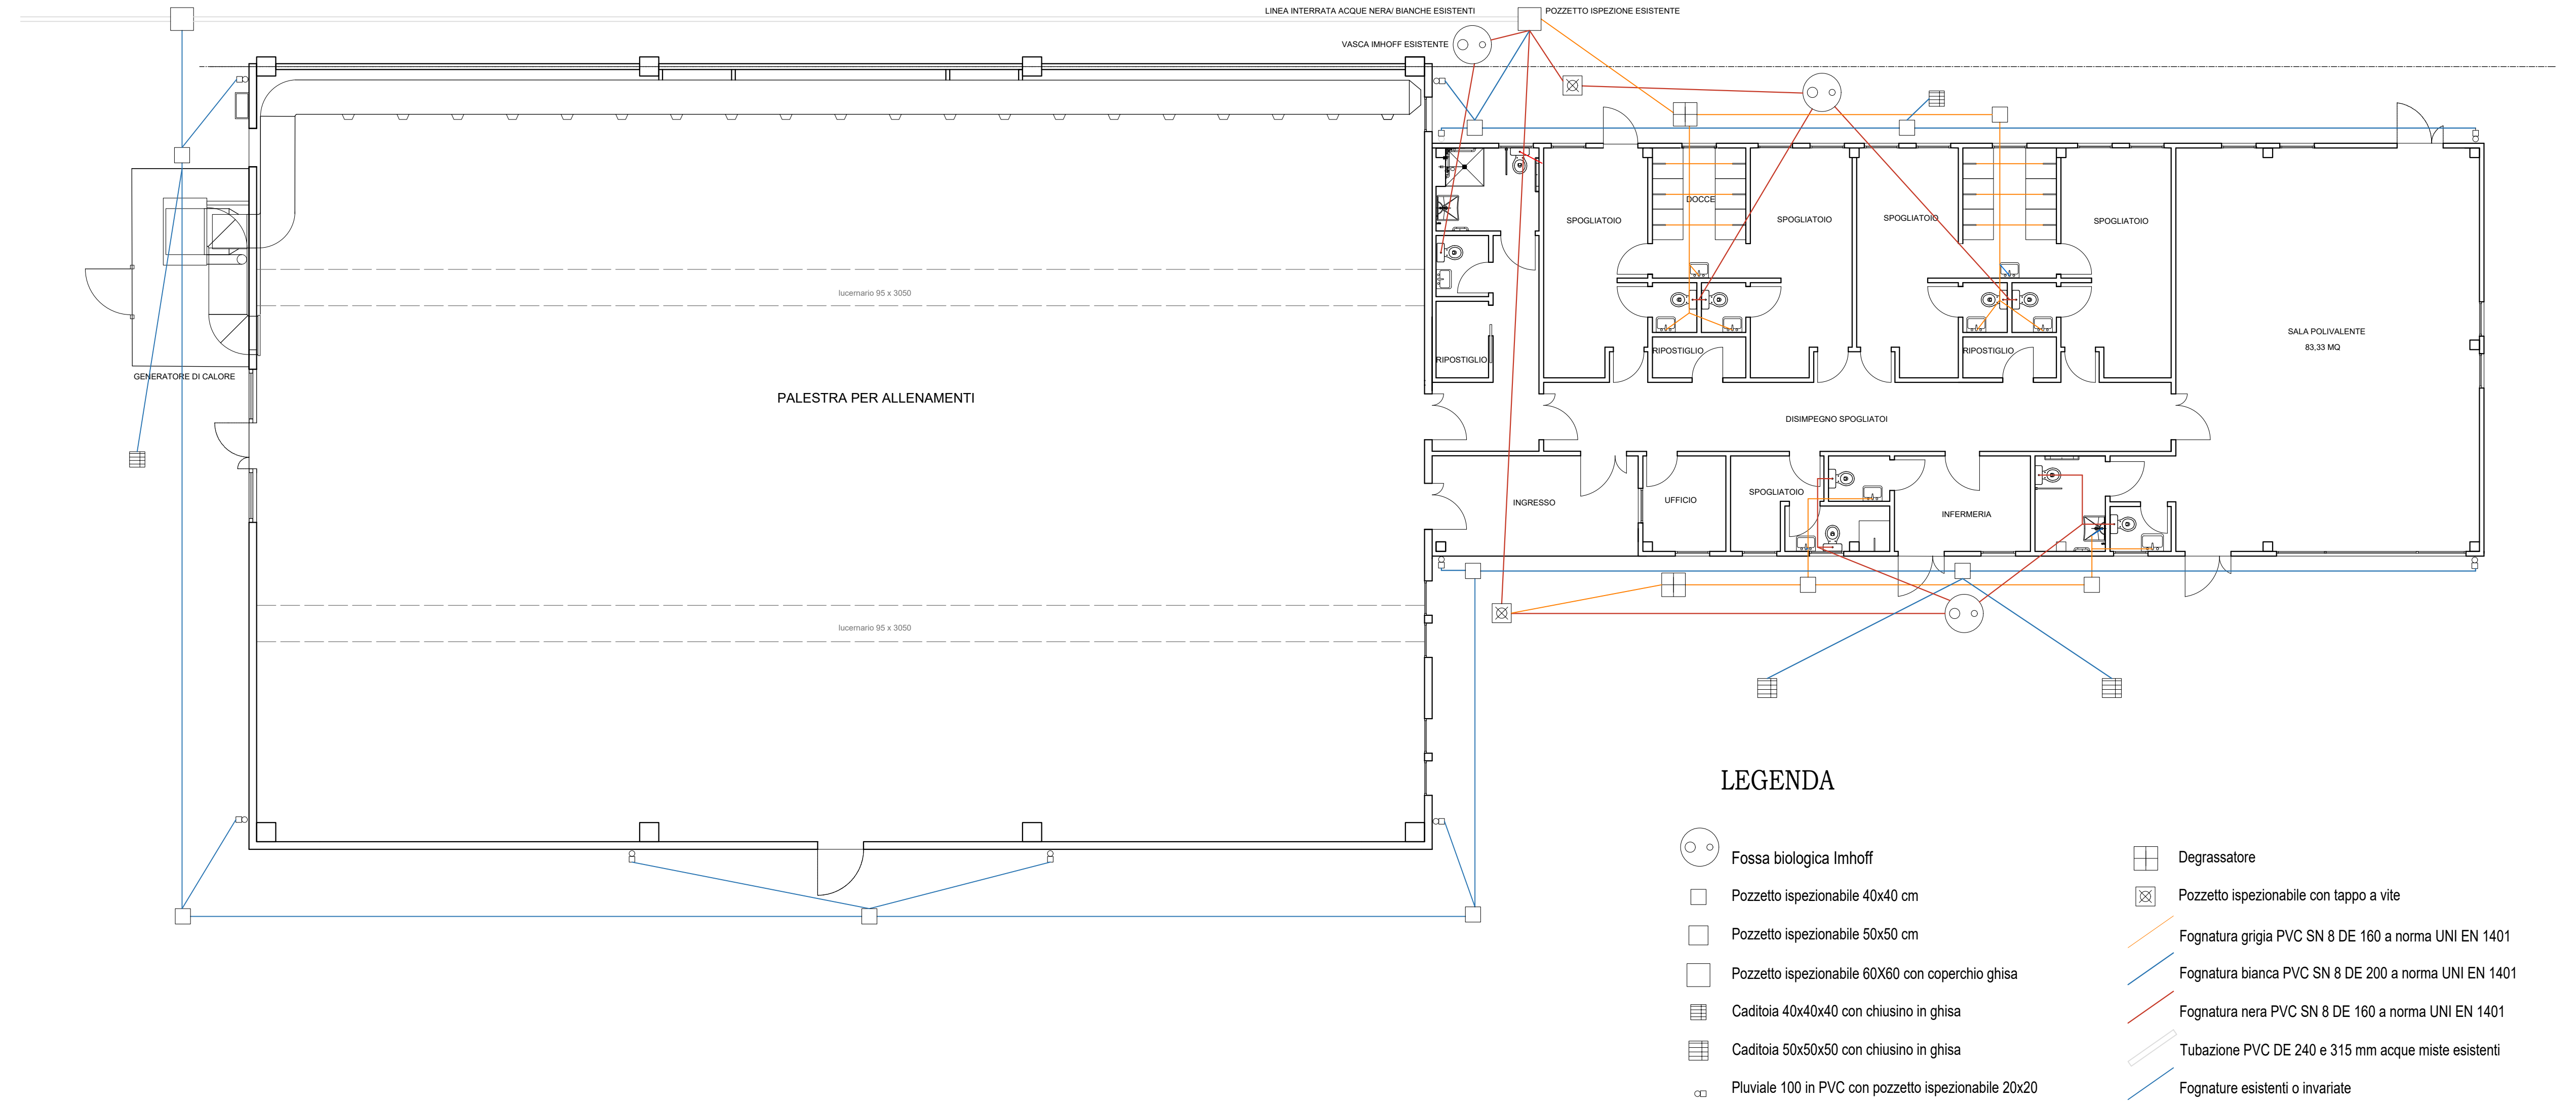 LINEA INTERRATA ACQUE NERA/ BIANCHE ESISTENTI
POZZETTO ISPEZIONE ESISTENTE
VASCA IMHOFF ESISTENTE
SPOGLIATOIO
DOCCE
SPOGLIATOIO
SPOGLIATOIO
SPOGLIATOIO
lucernario 95 x 3050
SALA POLIVALENTE
83,33 MQ
RIPOSTIGLIO
RIPOSTIGLIO
RIPOSTIGLIO
GENERATORE DI CALORE
PALESTRA PER ALLENAMENTI
DISIMPEGNO SPOGLIATOI
INGRESSO
UFFICIO
SPOGLIATOIO
INFERMERIA
lucernario 95 x 3050
LEGENDA
Fossa biologica Imhoff
Pozzetto ispezionabile 40x40 cm
Pozzetto ispezionabile 50x50 cm
Pozzetto ispezionabile 60X60 con coperchio ghisa
Caditoia 40x40x40 con chiusino in ghisa
Caditoia 50x50x50 con chiusino in ghisa
Pluviale 100 in PVC con pozzetto ispezionabile 20x20
Degrassatore
Pozzetto ispezionabile con tappo a vite
Fognatura grigia PVC SN 8 DE 160 a norma UNI EN 1401
Fognatura bianca PVC SN 8 DE 200 a norma UNI EN 1401
Fognatura nera PVC SN 8 DE 160 a norma UNI EN 1401
Tubazione PVC DE 240 e 315 mm acque miste esistenti
Fognature esistenti o invariate